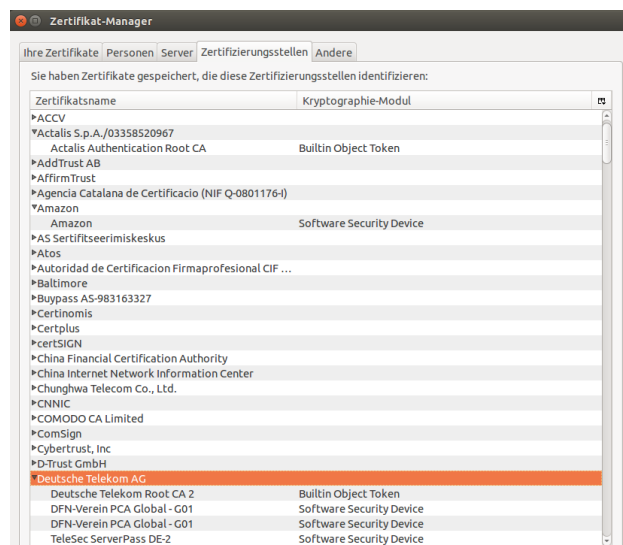 Zertifikat-Manager
Ihre Zertifikate Personen Server Zertifizierungsstellen Andere
Sie haben Zertifikate gespeichert, die diese Zertifizierungsstellen identifizieren:
Zertifikatsname Kryptographie-Modul
ACCV
Actalis S.p.A./03358520967
Actalis Authentication Root CA Builtin Object Token
AddTrust AB
AffirmTrust
Agencia Catalana de Certificacio (NIF Q-0801176-I)
Amazon
Amazon Software Security Device
AS Sertifitseerimiskeskus
Atos
Autoridad de Certificacion Firmaprofesional CIF ...
Baltimore
Buypass AS-983163327
Certinomis
Certplus
certSIGN
China Financial Certification Authority
China Internet Network Information Center
Chunghwa Telecom Co., Ltd.
CNNIC
COMODO CA Limited
ComSign
Cybertrust, Inc
D-Trust GmbH
Deutsche Telekom AG
Deutsche Telekom Root CA 2 Builtin Object Token
DFN-Verein PCA Global - G01 Software Security Device
DFN-Verein PCA Global - G01 Software Security Device
TeleSec ServerPass DE-2 Software Security Device